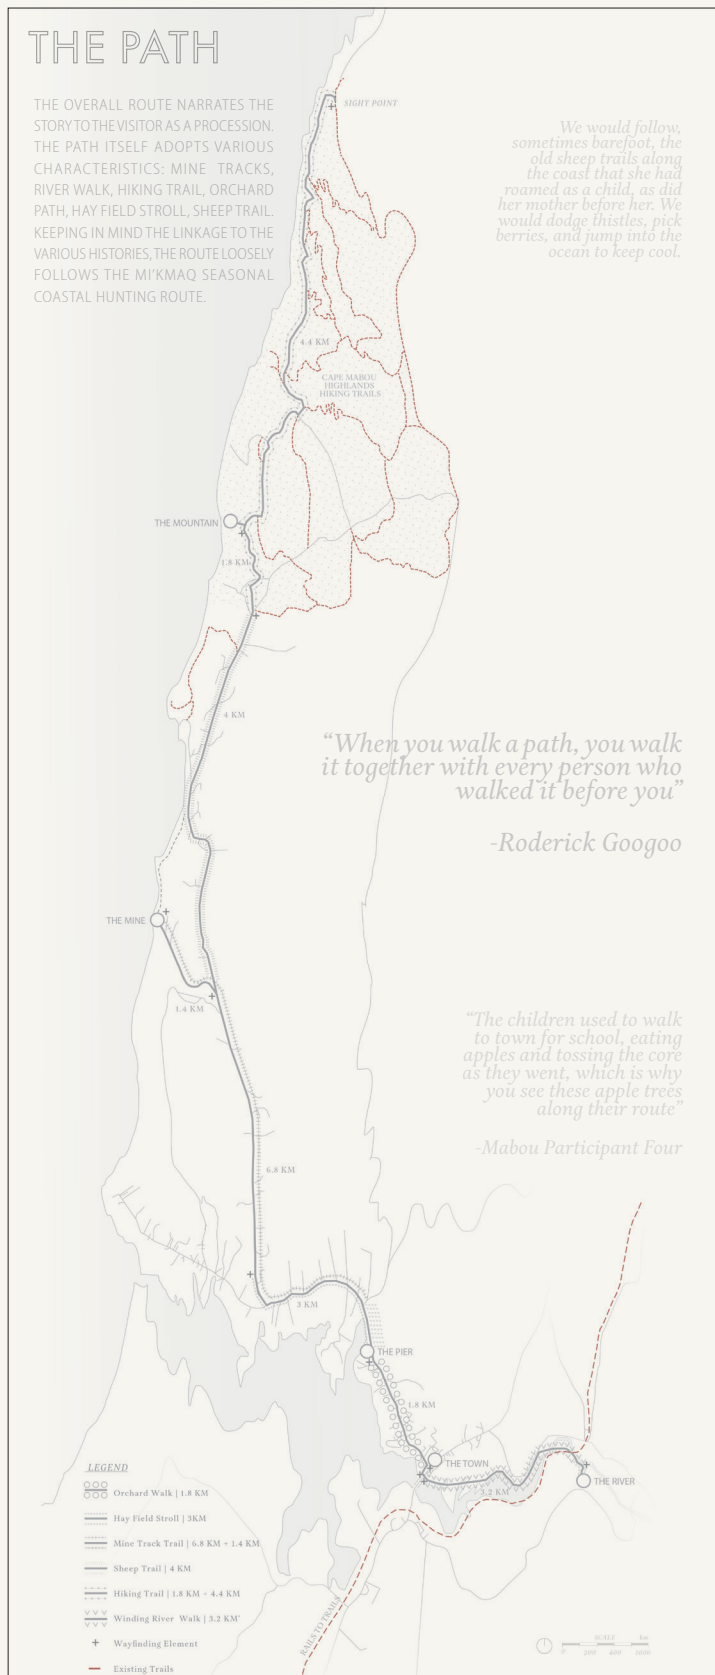 THE PATH
THE OVERALL ROUTE NARRATES THE
STORY TO THE VISITOR AS A PROCESSION.
THE PATH ITSELF ADOPTS VARIOUS
CHARACTERISTICS: MINE TRACKS,
RIVER WALK, HIKING TRAIL, ORCHARD
PATH, HAY FIELD STROLL, SHEEP TRAIL.
KEEPING IN MIND THE LINKAGE TO THE
VARIOUS HISTORIES, THE ROUTE LOOSELY
FOLLOWS THE MI'KMAQ SEASONAL
COASTAL HUNTING ROUTE.
SIGHT POINT
We would follow,
sometimes barefoot, the
old sheep trails along
the coast that she had
roamed as a child, as did
her mother before her. We
would dodge thistles, pick
berries, and jump into the
ocean to keep cool.
4.4 KM
CAPE MABOU
HIGHLANDS
HIKING TRAILS
THE MOUNTAIN
1.8 KM
4 KM
“When you walk a path, you walk
it together with every person who
walked it before you”
-Roderick Googoo
THE MINE
1.4 KM
“The children used to walk
to town for school, eating
apples and tossing the core
as they went, which is why
you see these apple trees
along their route”
-Mabou Participant Four
6.8 KM
3 KM
THE PIER
1.8 KM
THE TOWN
3.2 KM
THE RIVER
RAILS TO TRAILS
LEGEND
Orchard Walk | 1.8 KM
Hay Field Stroll | 3KM
Mine Track Trail | 6.8 KM + 1.4 KM
Sheep Trail | 4 KM
Hiking Trail | 1.8 KM + 4.4 KM
Winding River Walk | 3.2 KM'
Wayfinding Element
Existing Trails
SCALE km
0 200 400 1000